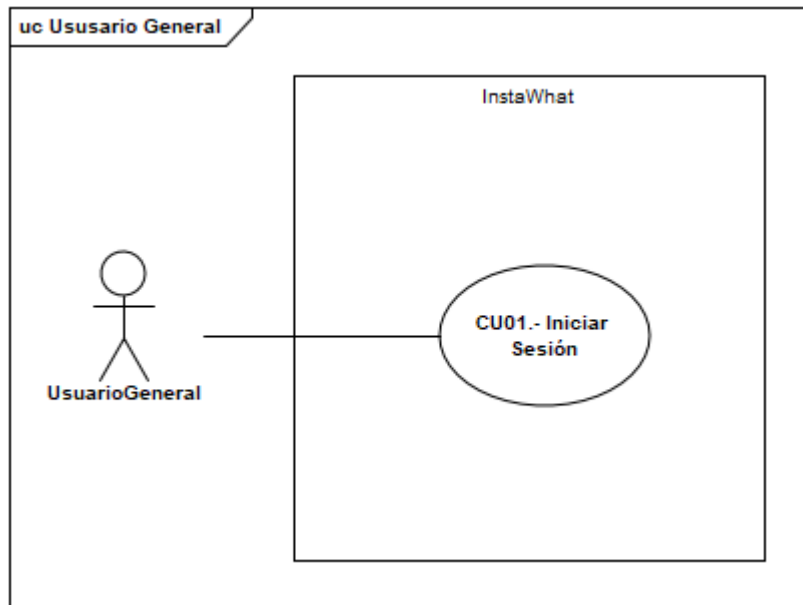 uc Ususario General
InstaWhat
CU01.- Iniciar
Sesión
UsuarioGeneral